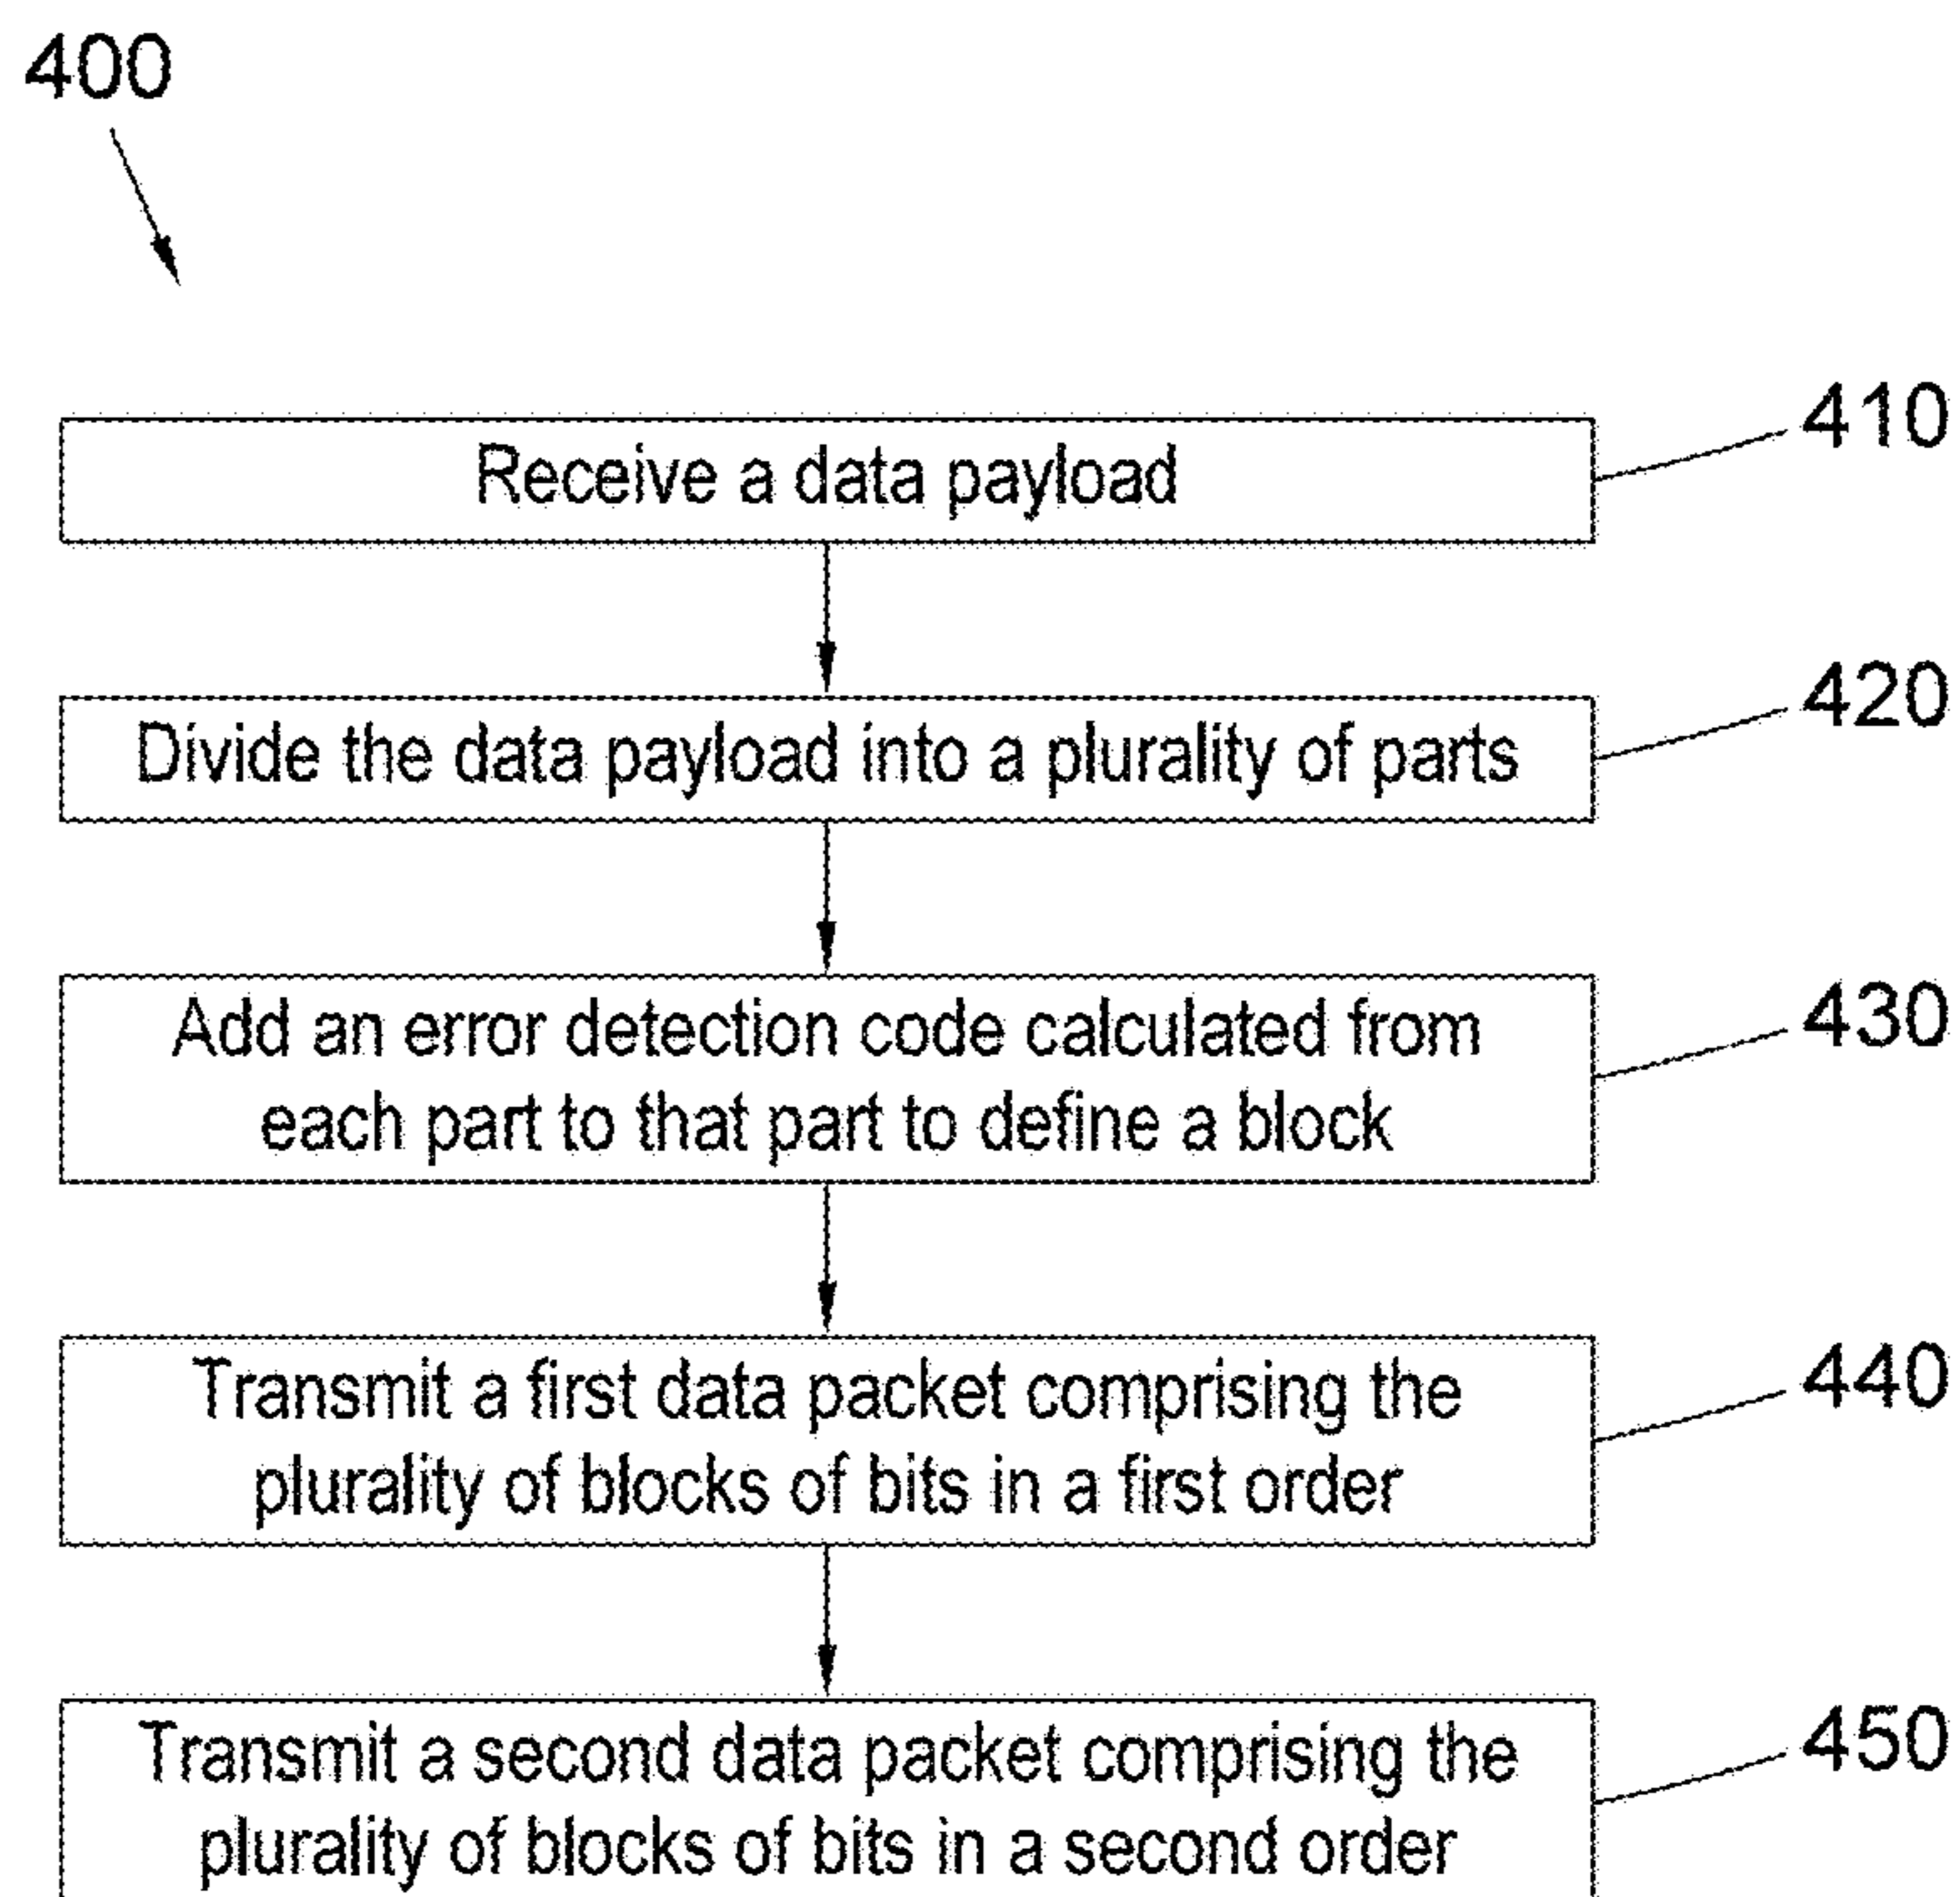 400
Receive a data payload
410
Divide the data payload into a plurality of parts
420
Add an error detection code calculated from
each part to that part to define a block
430
Transmit a first data packet comprising the
plurality of blocks of bits in a first order
440
Transmit a second data packet comprising the
plurality of blocks of bits in a second order
450